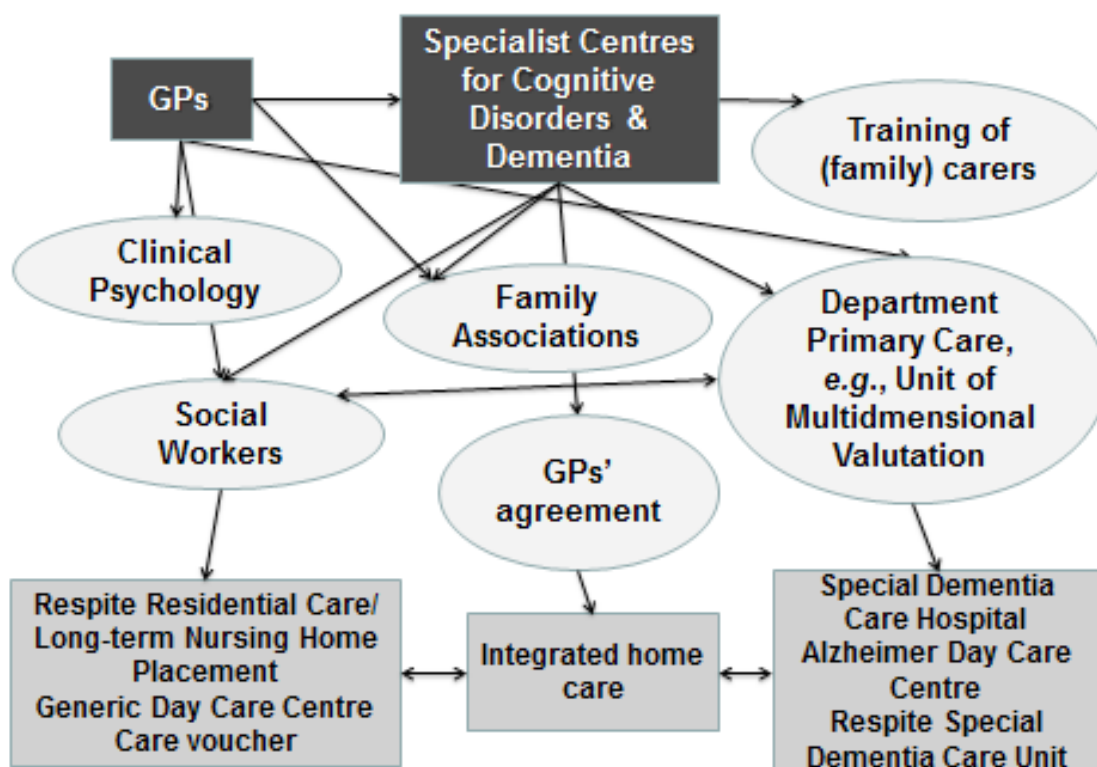 GPs
Specialist Centres
for Cognitive
Disorders &
Dementia
Training of
(family) carers
Clinical
Psychology
Family
Associations
Department
Primary Care,
e.g., Unit of
Multidmensional
Valutation
Social
Workers
GPs’
agreement
Respite Residential Care/
Long-term Nursing Home
Placement
Generic Day Care Centre
Care voucher
Integrated home
care
Special Dementia
Care Hospital
Alzheimer Day Care
Centre
Respite Special
Dementia Care Unit